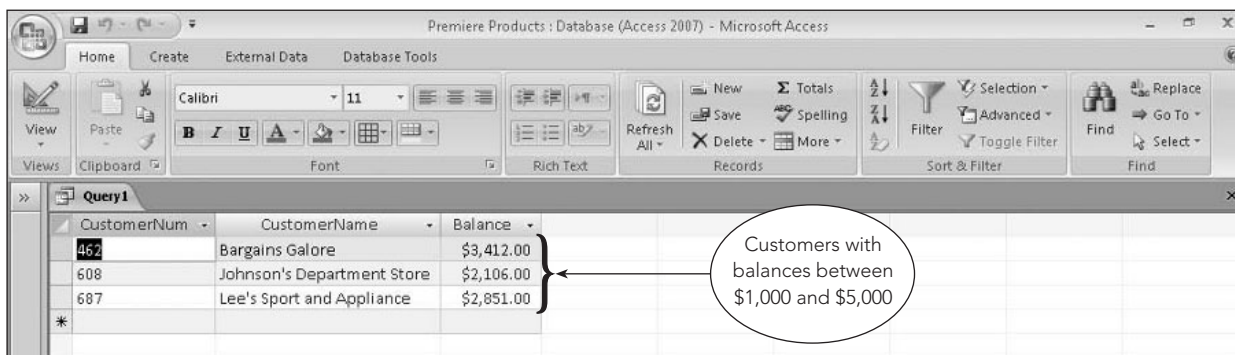 Premiere Products : Database (Access 2007) - Microsoft Access
Home Create External Data Database Tools
View
Views
Paste
Clipboard
Calibri 11
B I U A
Font
ab
Rich Text
Refresh All
New
Save
Delete
Σ Totals
ABC Spelling
More
Records
A Z
Z A
A Z
Filter
Selection
Advanced
Toggle Filter
Sort & Filter
Find
ab ac Replace
Go To
Select
Find
» Query1
CustomerNum CustomerName Balance
462 Bargains Galore $3,412.00
608 Johnson's Department Store $2,106.00
687 Lee's Sport and Appliance $2,851.00
*
Customers with
balances between
$1,000 and $5,000